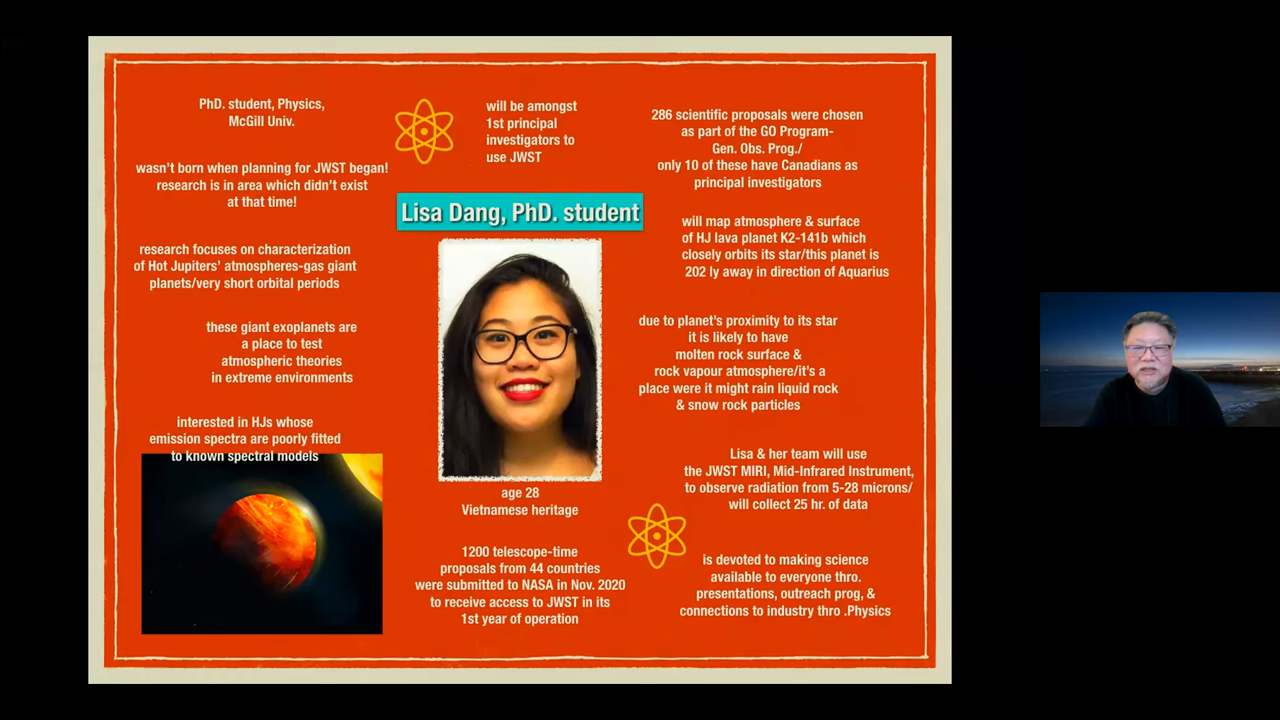 PhD. student, Physics,
McGill Univ.
wasn't born when planning for JWST began!
research is in area which didn't exist
at that time!
research focuses on characterization
of Hot Jupiters' atmospheres-gas giant
planets/very short orbital periods
these giant exoplanets are
a place to test
atmospheric theories
in extreme environments
interested in HJs whose
emission spectra are poorly fitted
to known spectral models
will be amongst
1st principal
investigators to
use JWST
Lisa Dang, PhD. student
age 28
Vietnamese heritage
1200 telescope-time
proposals from 44 countries
were submitted to NASA in Nov. 2020
to receive access to JWST in its
1st year of operation
286 scientific proposals were chosen
as part of the GO Program-
Gen. Obs. Prog./
only 10 of these have Canadians as
principal investigators
will map atmosphere & surface
of HJ lava planet K2-141b which
closely orbits its star/this planet is
202 ly away in direction of Aquarius
due to planet's proximity to its star
it is likely to have
molten rock surface &
rock vapour atmosphere/it's a
place were it might rain liquid rock
& snow rock particles
Lisa & her team will use
the JWST MIRI, Mid-Infrared Instrument,
to observe radiation from 5-28 microns/
will collect 25 hr. of data
is devoted to making science
available to everyone thro.
presentations, outreach prog, &
connections to industry thro .Physics